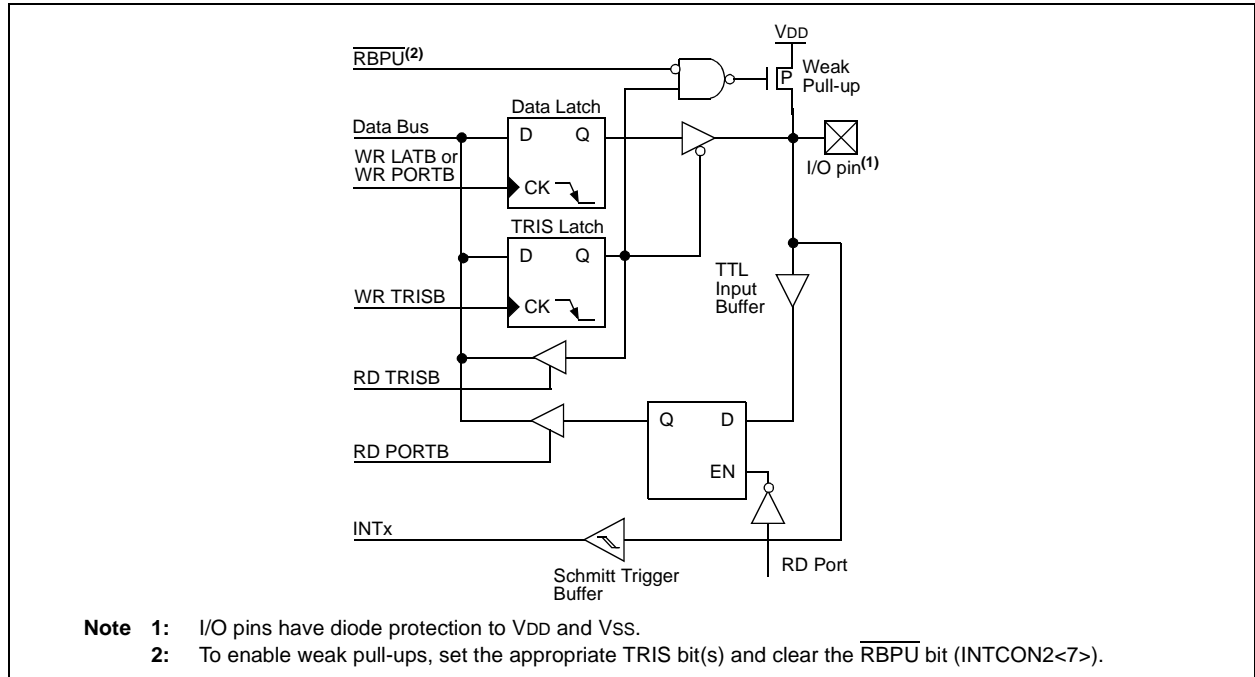 VDD
RBPU(2)
P
Weak
Pull-up
Data Latch
Data Bus
D Q
WR LATB or
WR PORTB
CK
I/O pin(1)
TRIS Latch
D Q
WR TRISB
CK
TTL
Input
Buffer
RD TRISB
Q D
RD PORTB
EN
INTx
RD Port
Schmitt Trigger
Buffer
Note 1: I/O pins have diode protection to VDD and VSS.
2: To enable weak pull-ups, set the appropriate TRIS bit(s) and clear the RBPU bit (INTCON2<7>).